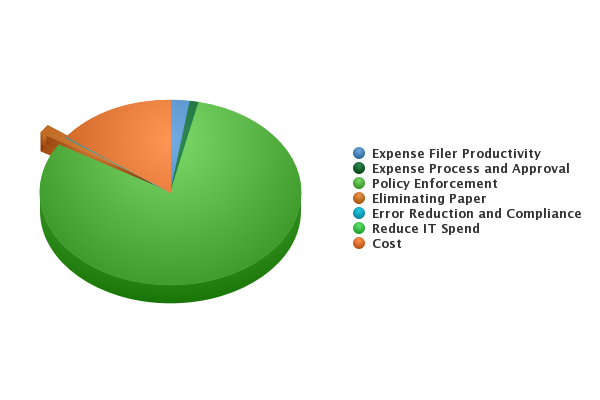 Expense Filer Productivity
Expense Process and Approval
Policy Enforcement
Eliminating Paper
Error Reduction and Compliance
Reduce IT Spend
Cost